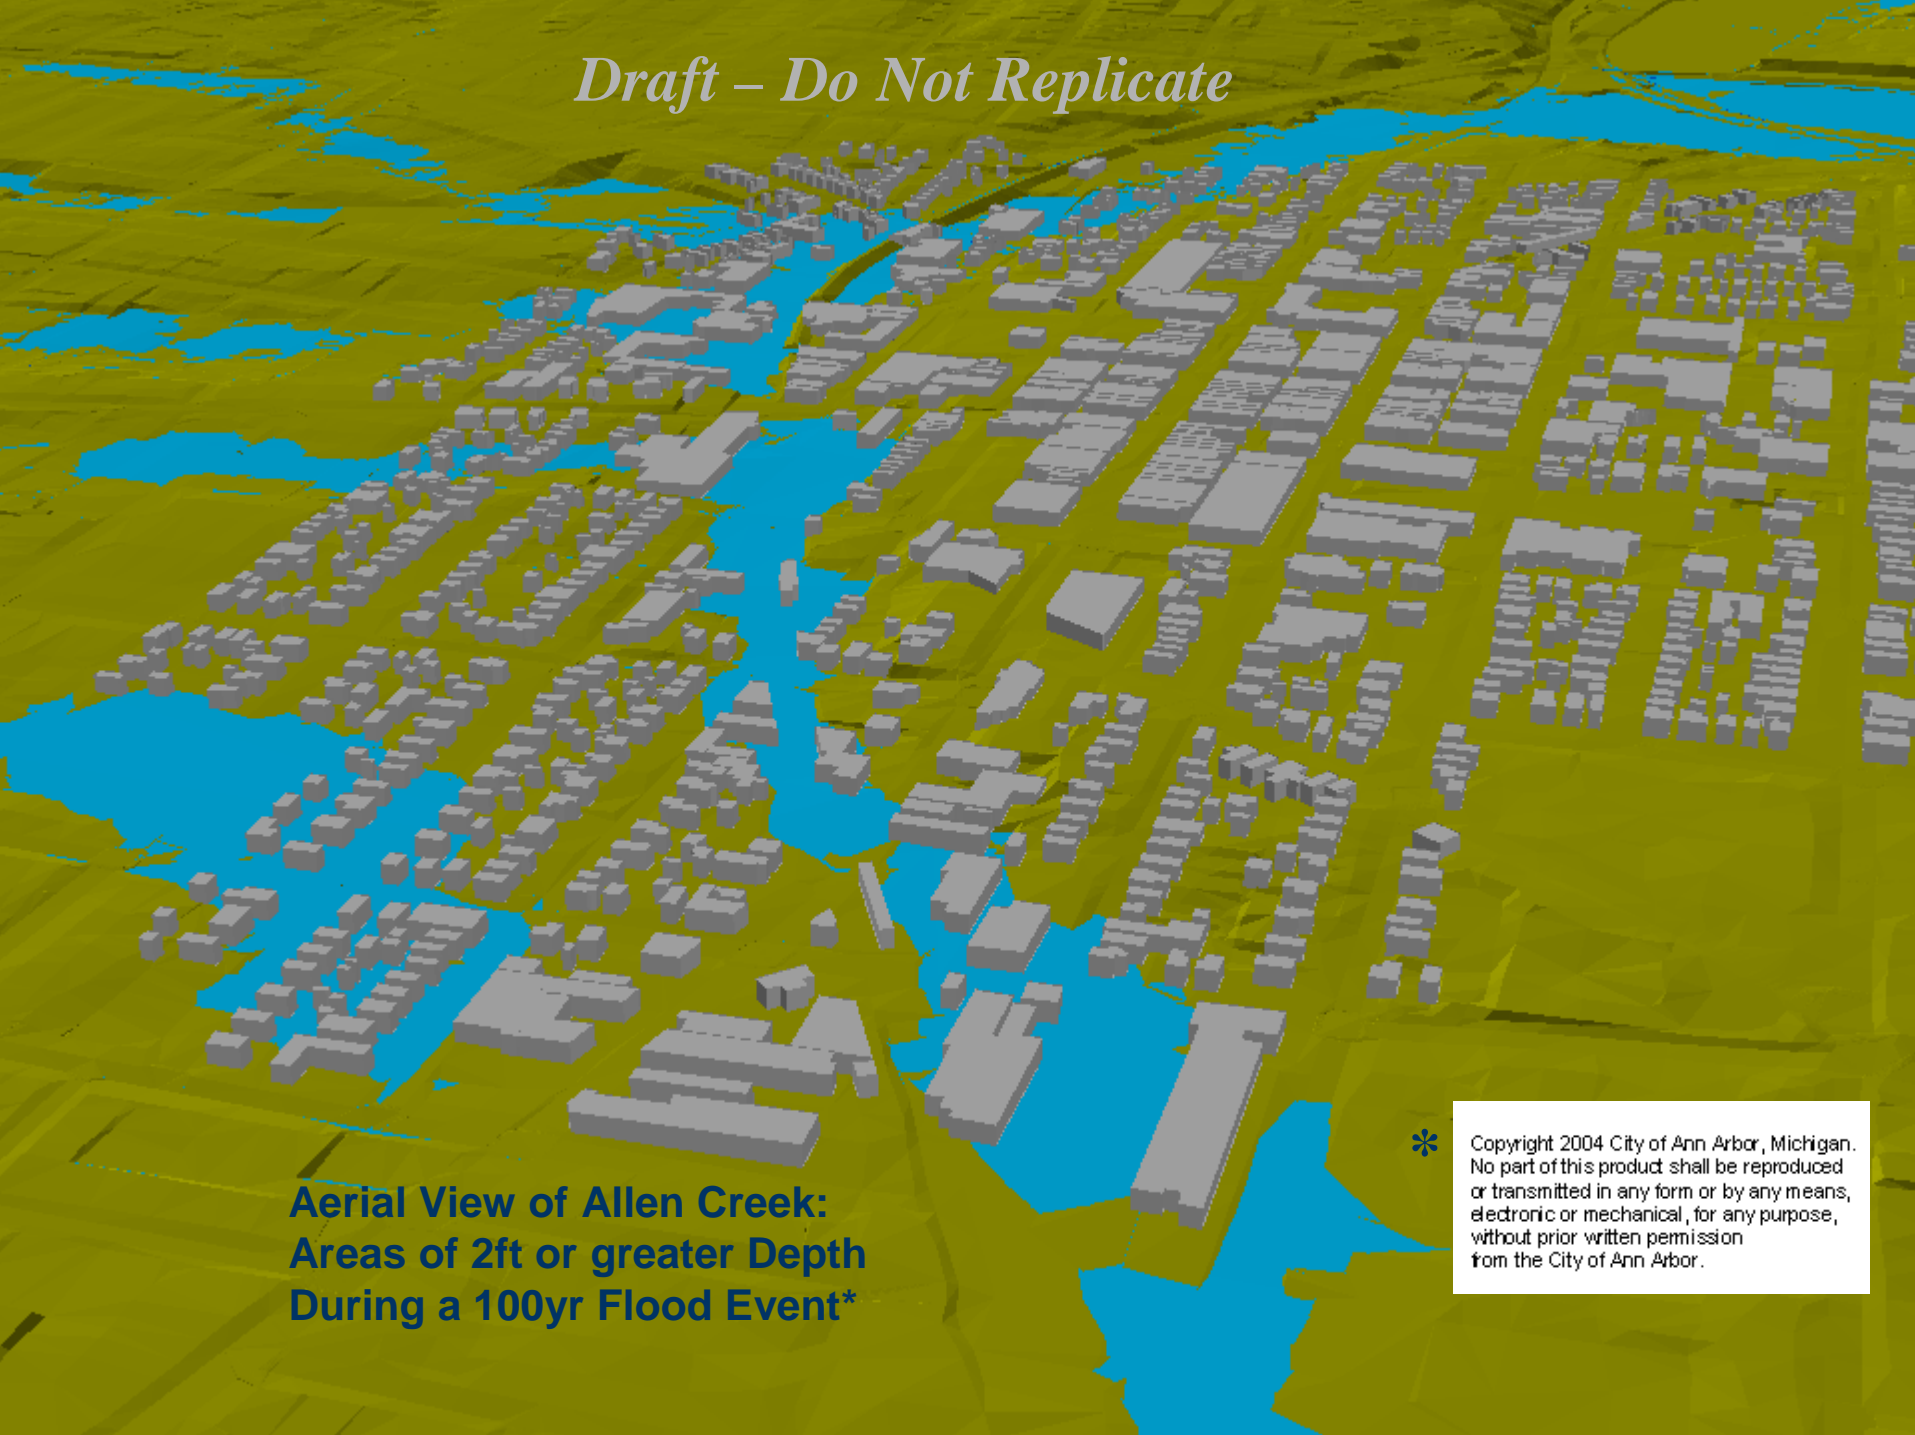 Draft – Do Not Replicate
Aerial View of Allen Creek:
Areas of 2ft or greater Depth
During a 100yr Flood Event*
*
Copyright 2004 City of Ann Arbor, Michigan.
No part of this product shall be reproduced
or transmitted in any form or by any means,
electronic or mechanical, for any purpose,
without prior written permission
from the City of Ann Arbor.